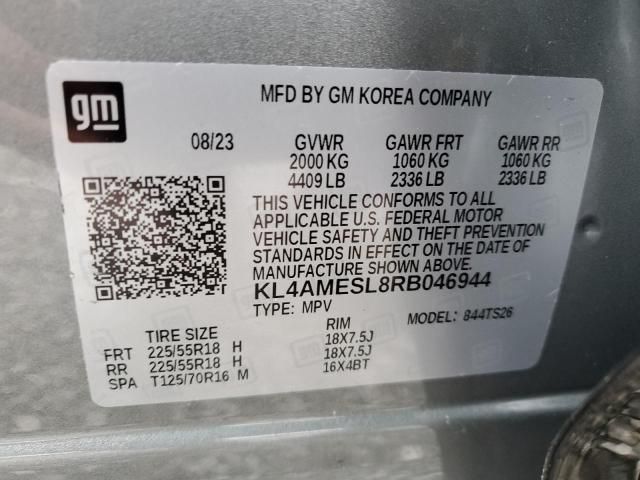 gm
MFD BY GM KOREA COMPANY
08/23 GVWR GAWR FRT GAWR RR
2000 KG 1060 KG 1060 KG
4409 LB 2336 LB 2336 LB
THIS VEHICLE CONFORMS TO ALL
APPLICABLE U.S. FEDERAL MOTOR
VEHICLE SAFETY AND THEFT PREVENTION
STANDARDS IN EFFECT ON THE DATE OF
MANUFACTURE SHOWN ABOVE.
KL4AMESL8RB046944
TYPE: MPV MODEL: 844TS26
TIRE SIZE RIM
FRT 225/55R18 H 18X7.5J
RR 225/55R18 H 18X7.5J
SPA T125/70R16 M 16X4BT